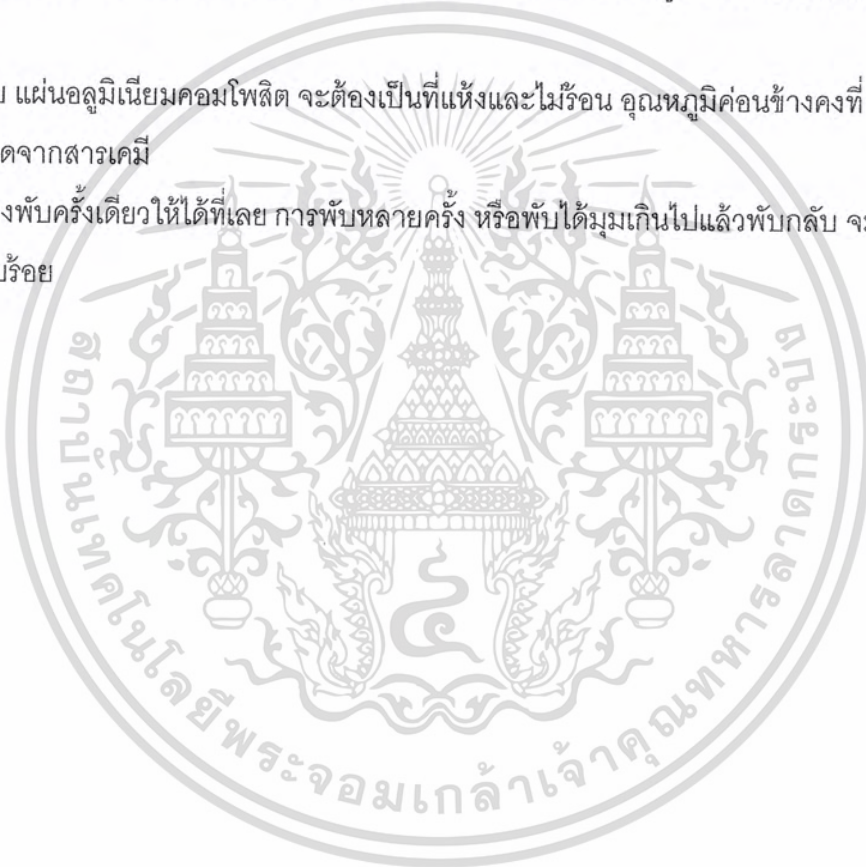 แผ่นอลูมิเนียมคอมโพสิต จะต้องเป็นที่แห้งและไม่ร้อน อุณหภูมิค่อนข้างคงที่
จากสารเคมี
พับครั้งเดียวให้ได้ที่เลย การพับหลายครั้ง หรือพับได้มุมเกินไปแล้วพับกลับ
สถาบันเทคโนโลยีพระจอมเกล้าเจ้าคุณทหารลาดกระบัง